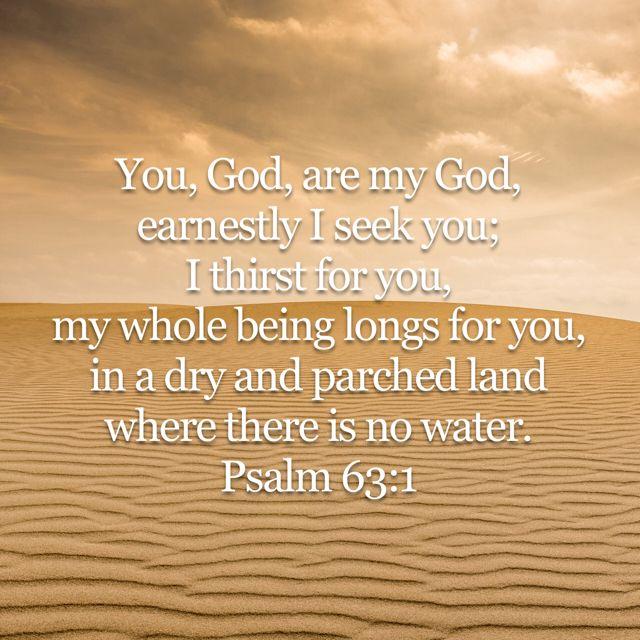 You, God, are my God,
earnestly I seek you;
I thirst for you,
my whole being longs for you,
in a dry and parched land
where there is no water.
Psalm 63:1